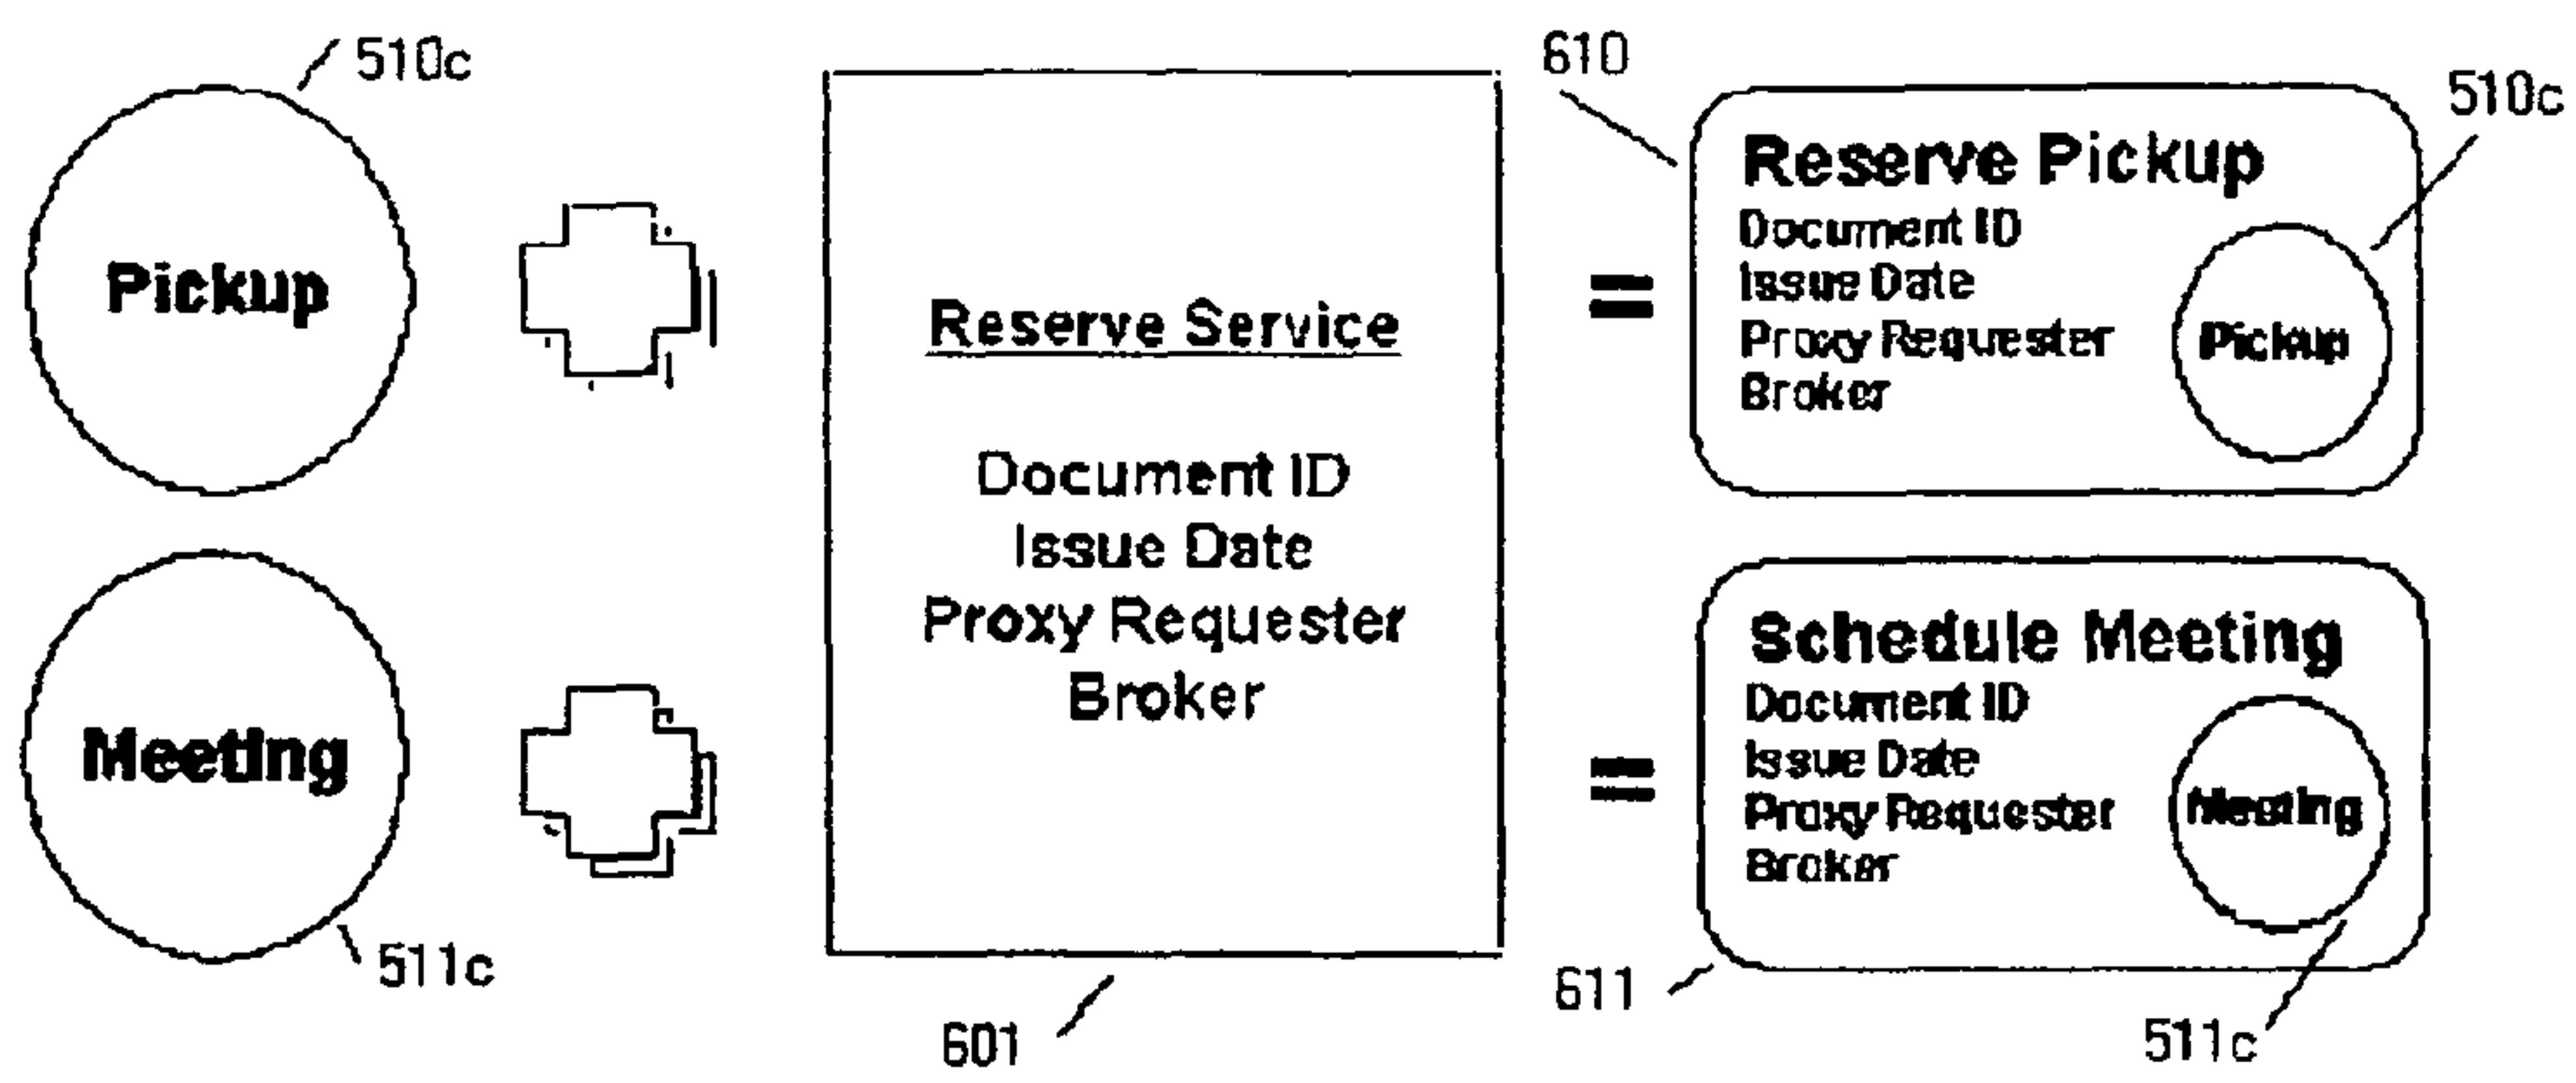 510c
Pickup
Meeting
511c
Reserve Service
Document ID
Issue Date
Proxy Requester
Broker
601
=
610
Reserve Pickup
Document ID
Issue Date
Proxy Requester
Broker
Pickup
510c
=
Schedule Meeting
Document ID
Issue Date
Proxy Requester
Broker
Meeting
611
511c